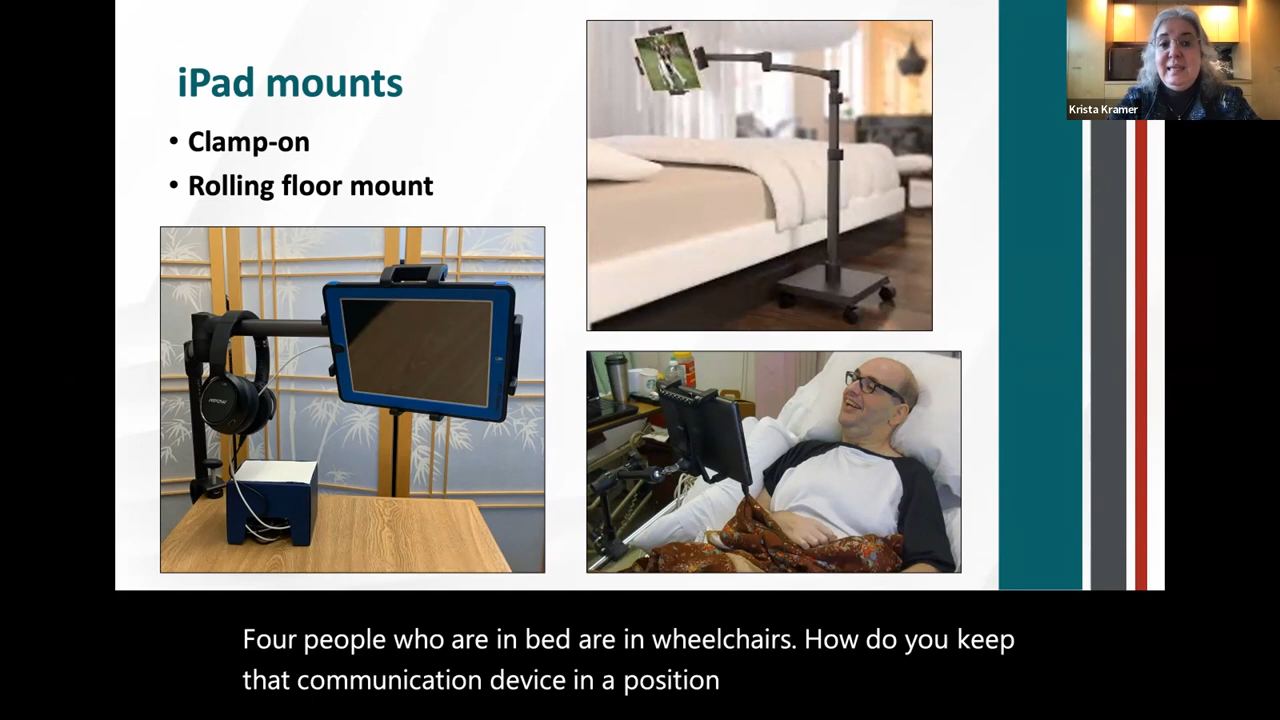 iPad mounts
• Clamp-on
• Rolling floor mount
Krista Kramer
mpow
Four people who are in bed are in wheelchairs. How do you keep
that communication device in a position